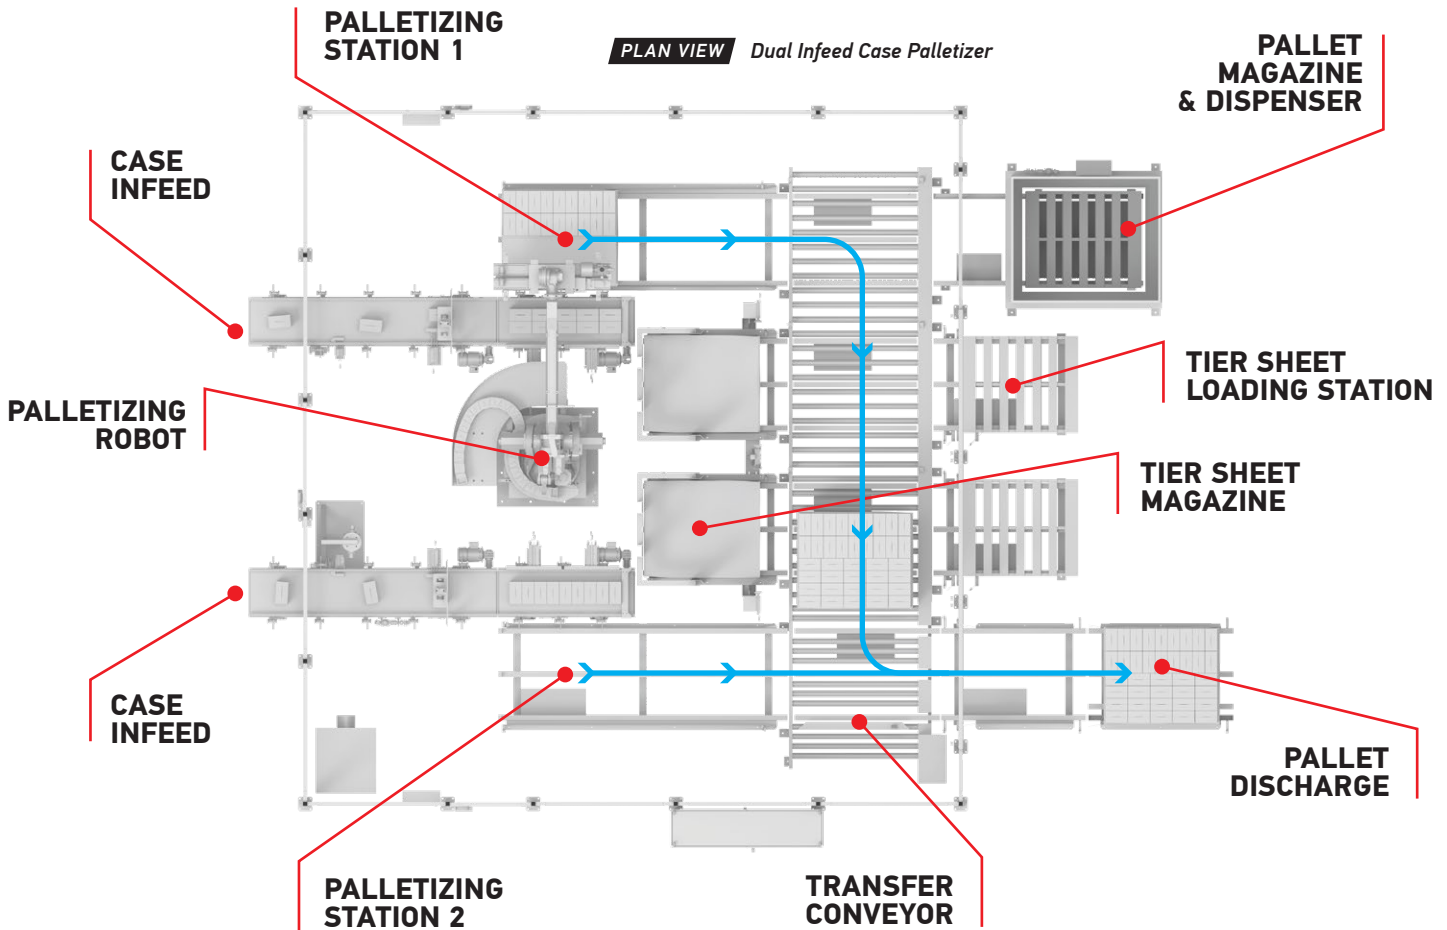 PALLETIZING
STATION 1
PLAN VIEW Dual Infeed Case Palletizer
PALLET
MAGAZINE
& DISPENSER
CASE
INFEED
TIER SHEET
LOADING STATION
PALLETIZING
ROBOT
TIER SHEET
MAGAZINE
CASE
INFEED
PALLET
DISCHARGE
PALLETIZING
STATION 2
TRANSFER
CONVEYOR